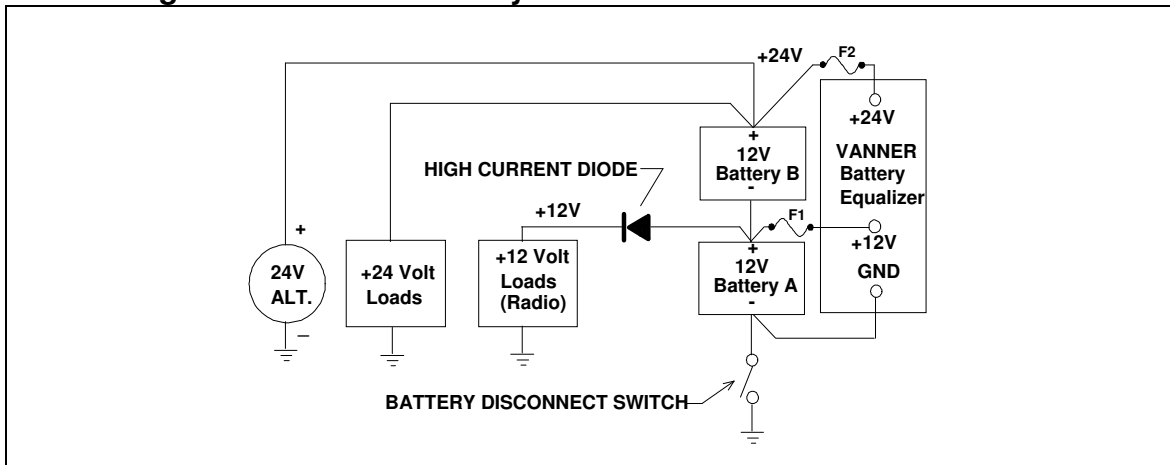 +24V
F2
+24V
+
12V
Battery B
-
VANNER
Battery
Equalizer
HIGH CURRENT DIODE
+12V
F1
+12V
+
24V
ALT.
–
+24 Volt
Loads
+12 Volt
Loads
(Radio)
+
12V
Battery A
-
GND
BATTERY DISCONNECT SWITCH